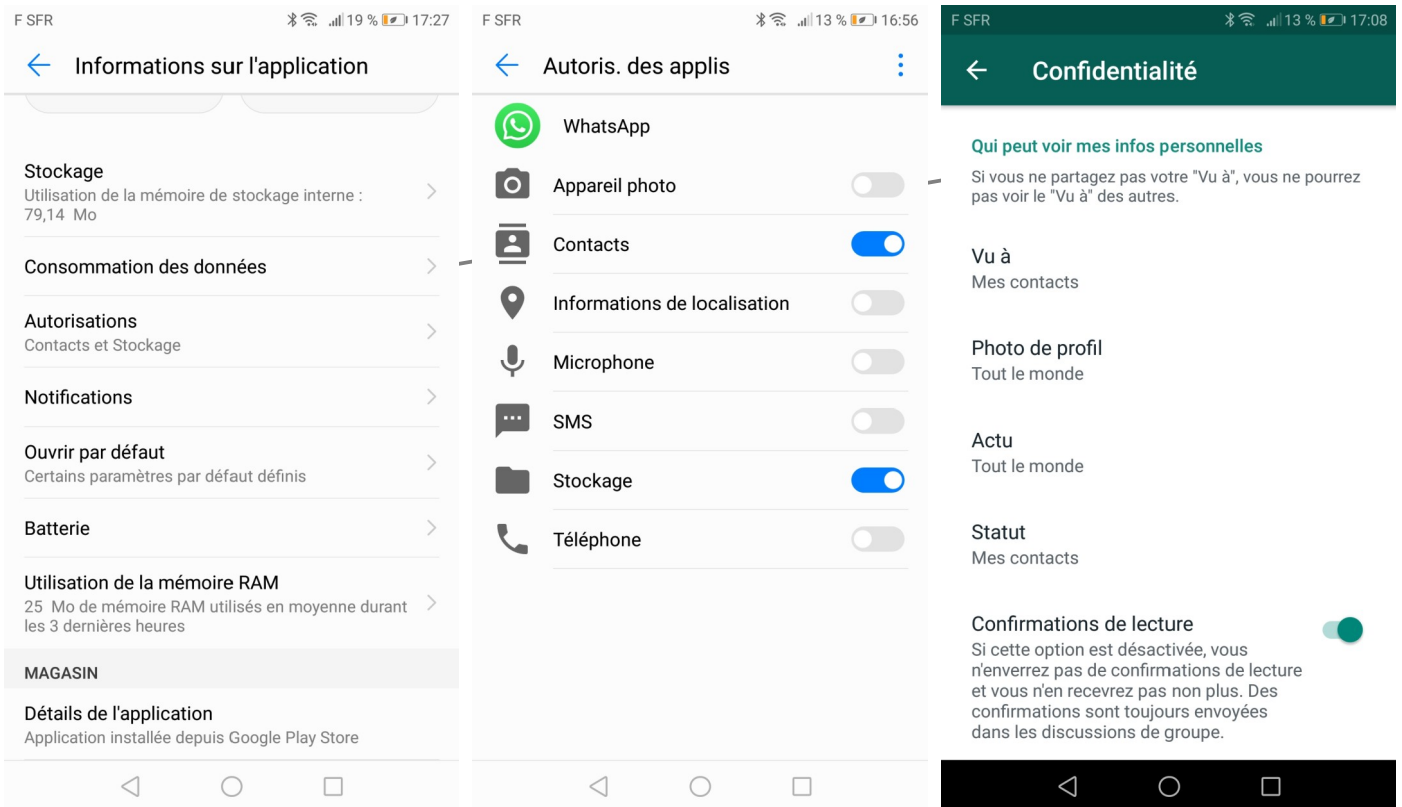 F SFR
19 % 17:27
Informations sur l'application
Stockage
Utilisation de la mémoire de stockage interne :
79,14 Mo
Consommation des données
Autorisations
Contacts et Stockage
Notifications
Ouvrir par défaut
Certains paramètres par défaut définis
Batterie
Utilisation de la mémoire RAM
25 Mo de mémoire RAM utilisés en moyenne durant
les 3 dernières heures
MAGASIN
Détails de l'application
Application installée depuis Google Play Store
F SFR
13 % 16:56
Autoris. des applis
WhatsApp
Appareil photo
Contacts
Informations de localisation
Microphone
SMS
Stockage
Téléphone
F SFR
13 % 17:08
Confidentialité
Qui peut voir mes infos personnelles
Si vous ne partagez pas votre "Vu à", vous ne pourrez
pas voir le "Vu à" des autres.
Vu à
Mes contacts
Photo de profil
Tout le monde
Actu
Tout le monde
Statut
Mes contacts
Confirmations de lecture
Si cette option est désactivée, vous
n'enverrez pas de confirmations de lecture
et vous n'en recevrez pas non plus. Des
confirmations sont toujours envoyées
dans les discussions de groupe.